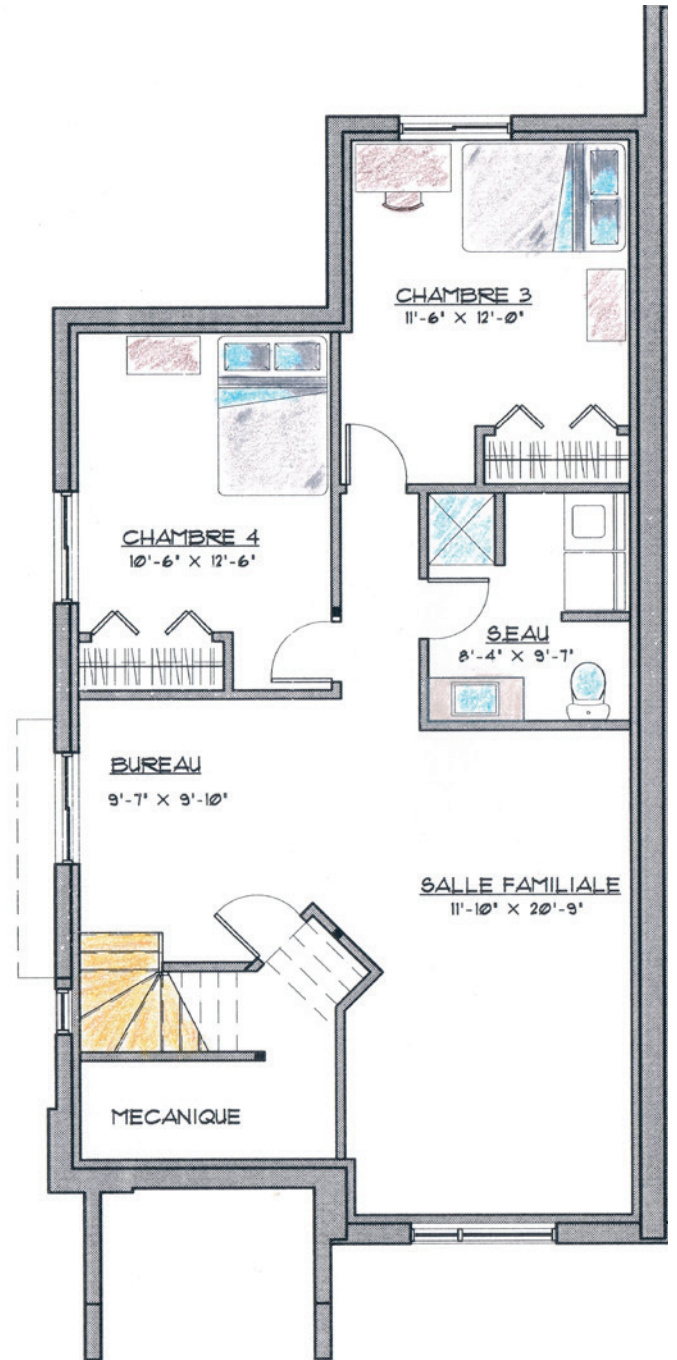 CHAMBRE 3
11'-6" X 12'-0"
CHAMBRE 4
10'-6" X 12'-6"
S.EAU
8'-4" X 9'-7"
BUREAU
9'-7" X 9'-10"
SALLE FAMILIALE
11'-10" X 20'-9"
MECANIQUE